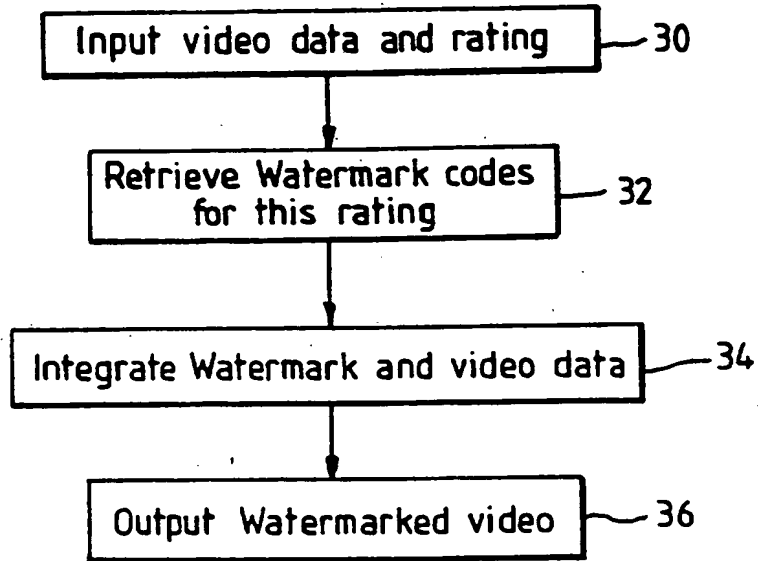 Input video data and rating 30
Retrieve Watermark codes
for this rating 32
Integrate Watermark and video data 34
Output Watermarked video 36